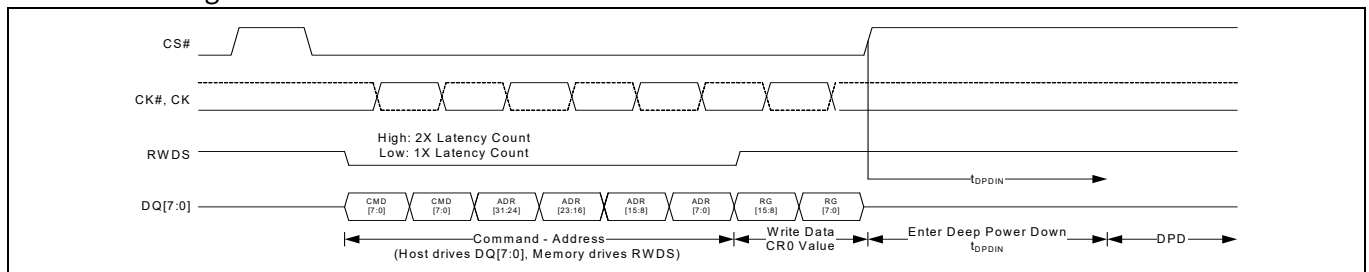 CS#
CK#, CK
High: 2X Latency Count
Low: 1X Latency Count
RWDS
tDPDIN
DQ[7:0]
CMD [7:0] CMD [7:0] ADR [31:24] ADR [23:16] ADR [15:8] ADR [7:0] RG [15:8] RG [7:0]
Command - Address
(Host drives DQ[7:0], Memory drives RWDS)
Write Data
CR0 Value
Enter Deep Power Down
tDPDIN
DPD